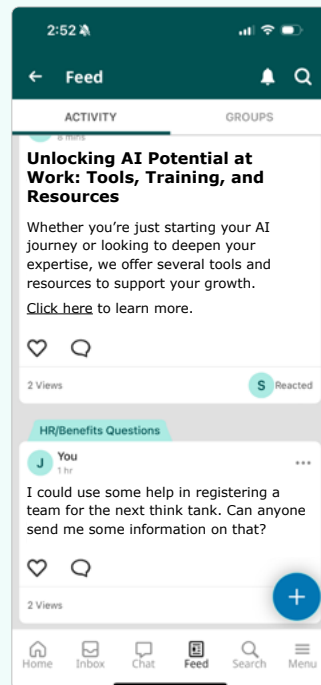 2:52
Feed
ACTIVITY GROUPS
8 mins
Unlocking AI Potential at
Work: Tools, Training, and
Resources
Whether you're just starting your AI
journey or looking to deepen your
expertise, we offer several tools and
resources to support your growth.
Click here to learn more.
2 Views S Reacted
HR/Benefits Questions
J You
1 hr
I could use some help in registering a
team for the next think tank. Can anyone
send me some information on that?
2 Views
Home Inbox Chat Feed Search Menu